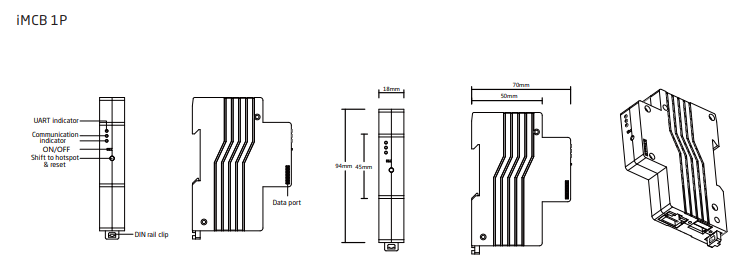 iMCB 1P
UART indicator
Communication
indicator
ON/OFF
Shift to hotspot
& reset
DIN rail clip
Data port
18mm
94mm
45mm
70mm
50mm